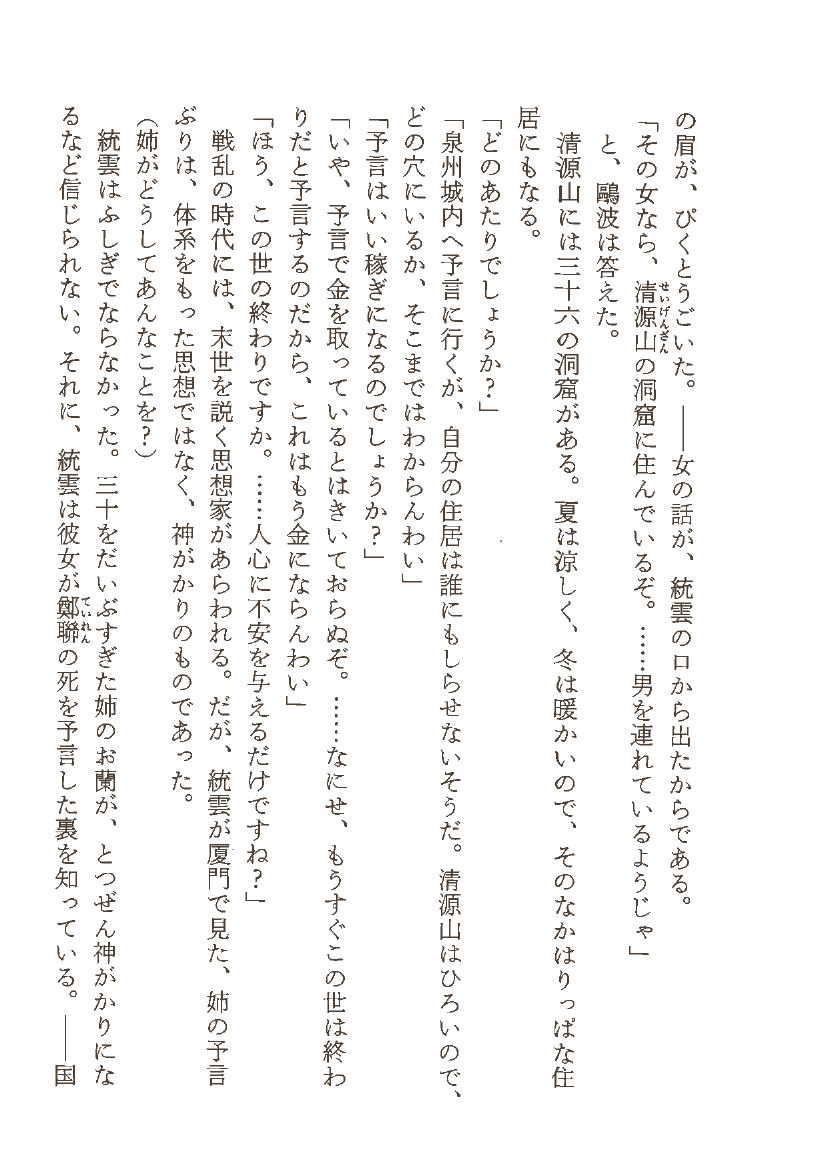 の眉が、ぴくとうごいた。――女の話が、統雲の口から出たからである。
「その女なら、清源山の洞窟に住んでいるぞ。……男を連れているようじゃ」
と、鷗波は答えた。
清源山には三十六の洞窟がある。夏は涼しく、冬は暖かいので、そのなかはりっぱな住
居にもなる。
「どのあたりでしょうか？」
「泉州城内へ予言に行くが、自分の住居は誰にもしらせないそうだ。清源山はひろいので、
どの穴にいるか、そこまではわからんわい」
「予言はいい稼ぎになるのでしょうか？」
「いや、予言で金を取っているとはきいておらぬぞ。……なにせ、もうすぐこの世は終わ
りだと予言するのだから、これはもう金にならんわい」
「ほう、この世の終わりですか。……人心に不安を与えるだけですね？」
戦乱の時代には、末世を説く思想家があらわれる。だが、統雲が厦門で見た、姉の予言
ぶりは、体系をもった思想ではなく、神がかりのものであった。
（姉がどうしてあんなことを？）
統雲はふしぎでならなかった。三十をだいぶすぎた姉のお蘭が、とつぜん神がかりにな
るなど信じられない。それに、統雲は彼女が鄭聯の死を予言した裏を知っている。――国
せいげんざん
ていれん